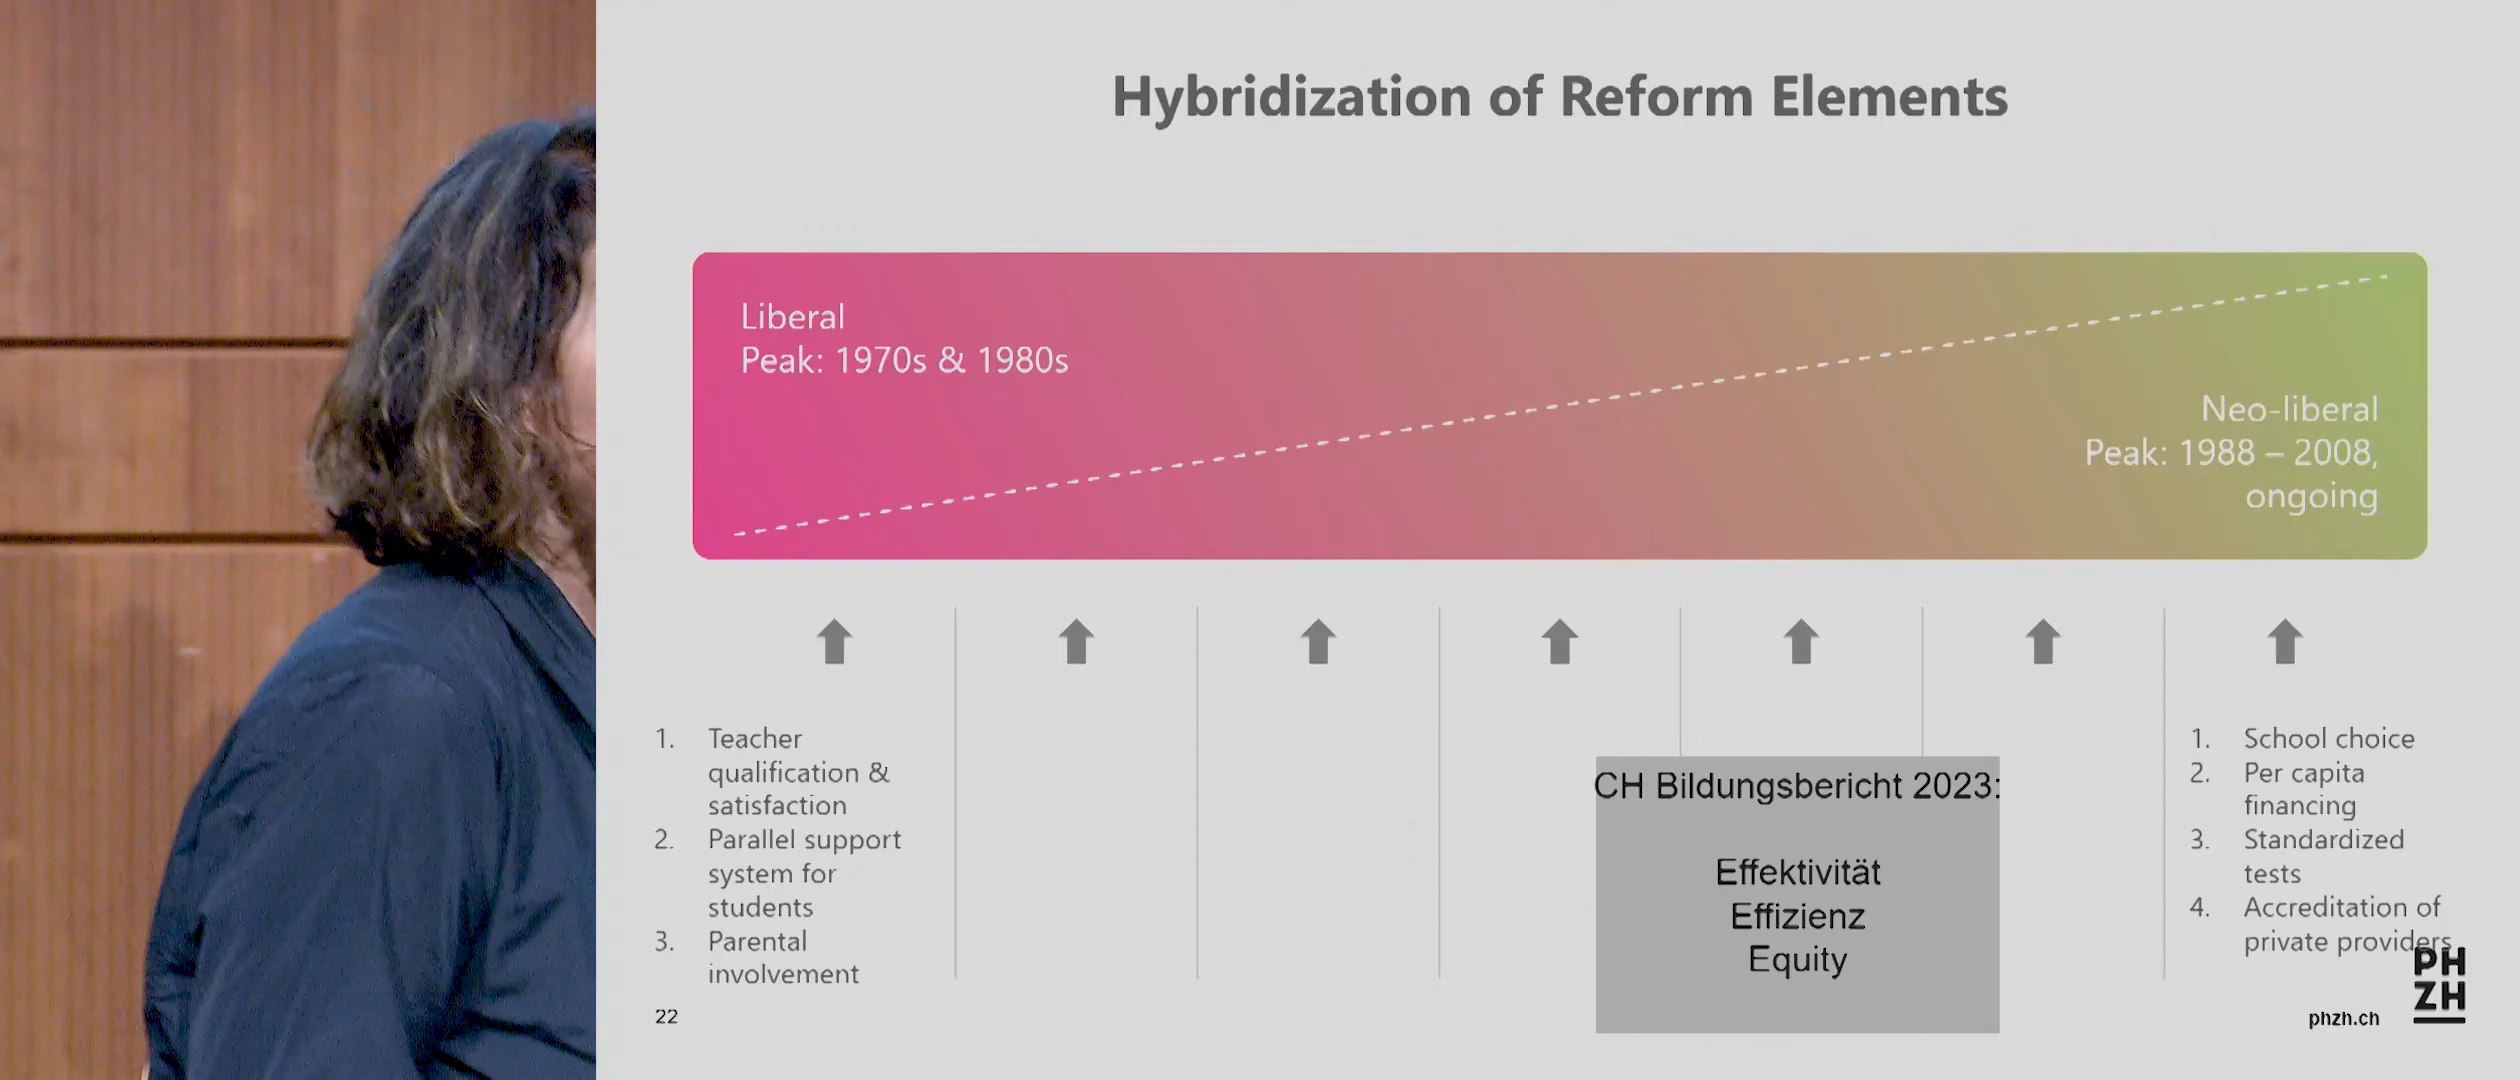 Hybridization of Reform Elements
Liberal
Peak: 1970s & 1980s
Neo-liberal
Peak: 1988 – 2008,
ongoing
1. Teacher
qualification &
satisfaction
2. Parallel support
system for
students
3. Parental
involvement
CH Bildungsbericht 2023:
Effektivität
Effizienz
Equity
1. School choice
2. Per capita
financing
3. Standardized
tests
4. Accreditation of
private providers
22
phzh.ch
PH
ZH